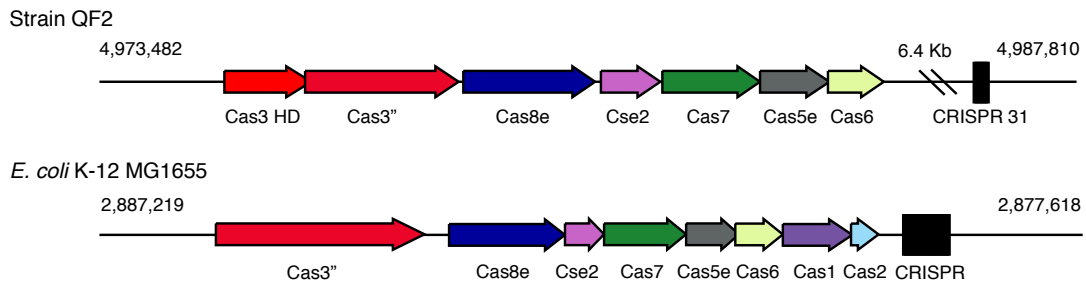 Strain QF2
4,973,482 6.4 Kb 4,987,810
Cas3 HD Cas3” Cas8e Cse2 Cas7 Cas5e Cas6 CRISPR 31
E. coli K-12 MG1655
2,887,219 2,877,618
Cas3” Cas8e Cse2 Cas7 Cas5e Cas6 Cas1 Cas2 CRISPR